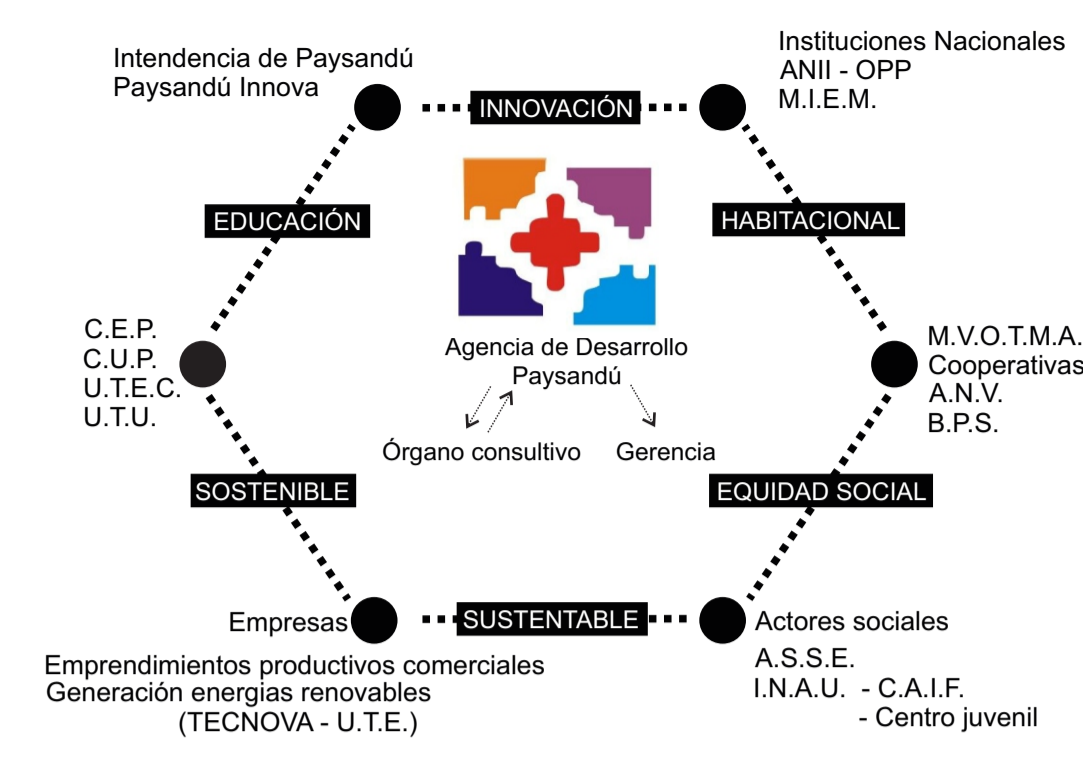 Intendencia de Paysandú
Paysandú Innova
INNOVACIÓN
Instituciones Nacionales
ANII - OPP
M.I.E.M.
EDUCACIÓN
HABITACIONAL
C.E.P.
C.U.P.
U.T.E.C.
U.T.U.
Agencia de Desarrollo
Paysandú
Órgano consultivo
Gerencia
M.V.O.T.M.A.
Cooperativas
A.N.V.
B.P.S.
SOSTENIBLE
EQUIDAD SOCIAL
Empresas
SUSTENTABLE
Actores sociales
Emprendimientos productivos comerciales
Generación energias renovables
(TECNOVA - U.T.E.)
A.S.S.E.
I.N.A.U. - C.A.I.F.
- Centro juvenil